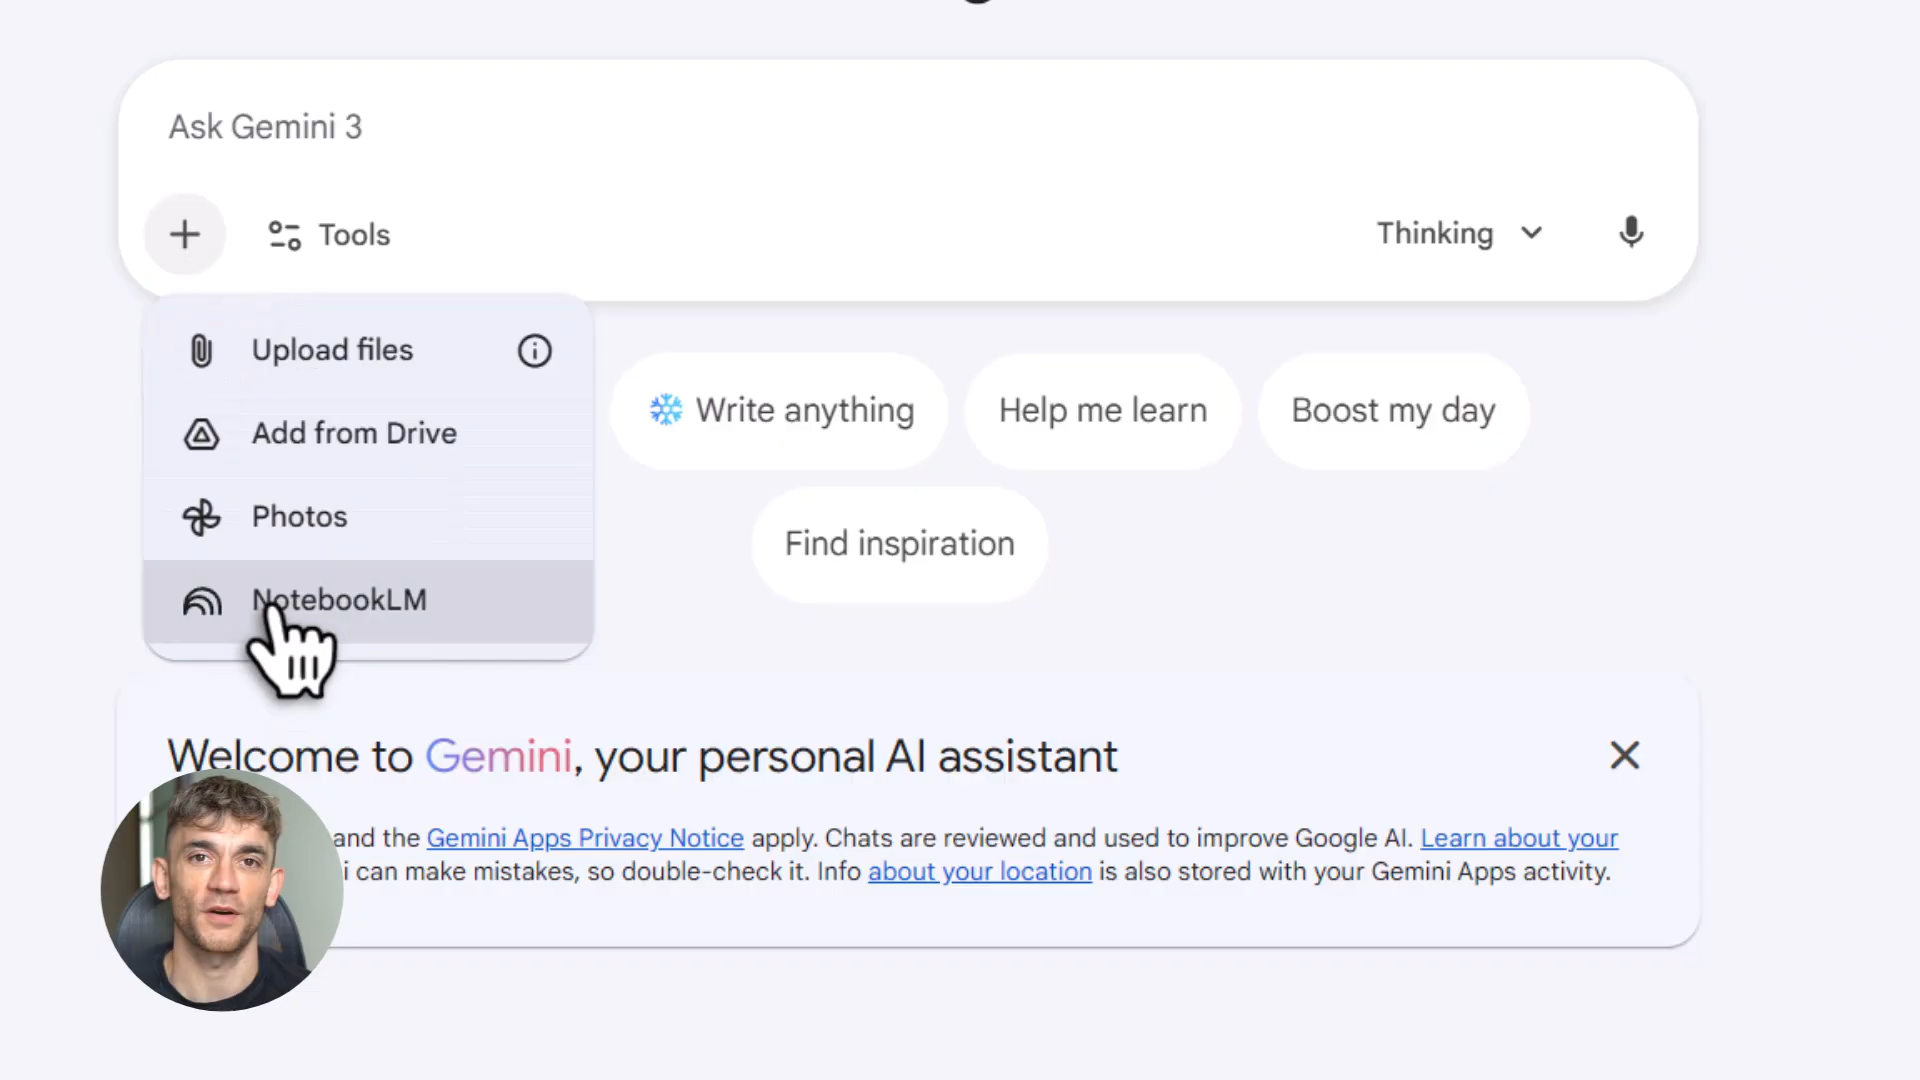 Ask Gemini 3
Tools
Thinking
Upload files
Add from Drive
Photos
NotebookLM
Write anything
Help me learn
Boost my day
Find inspiration
Welcome to Gemini, your personal AI assistant
and the Gemini Apps Privacy Notice apply. Chats are reviewed and used to improve Google AI. Learn about your
i can make mistakes, so double-check it. Info about your location is also stored with your Gemini Apps activity.